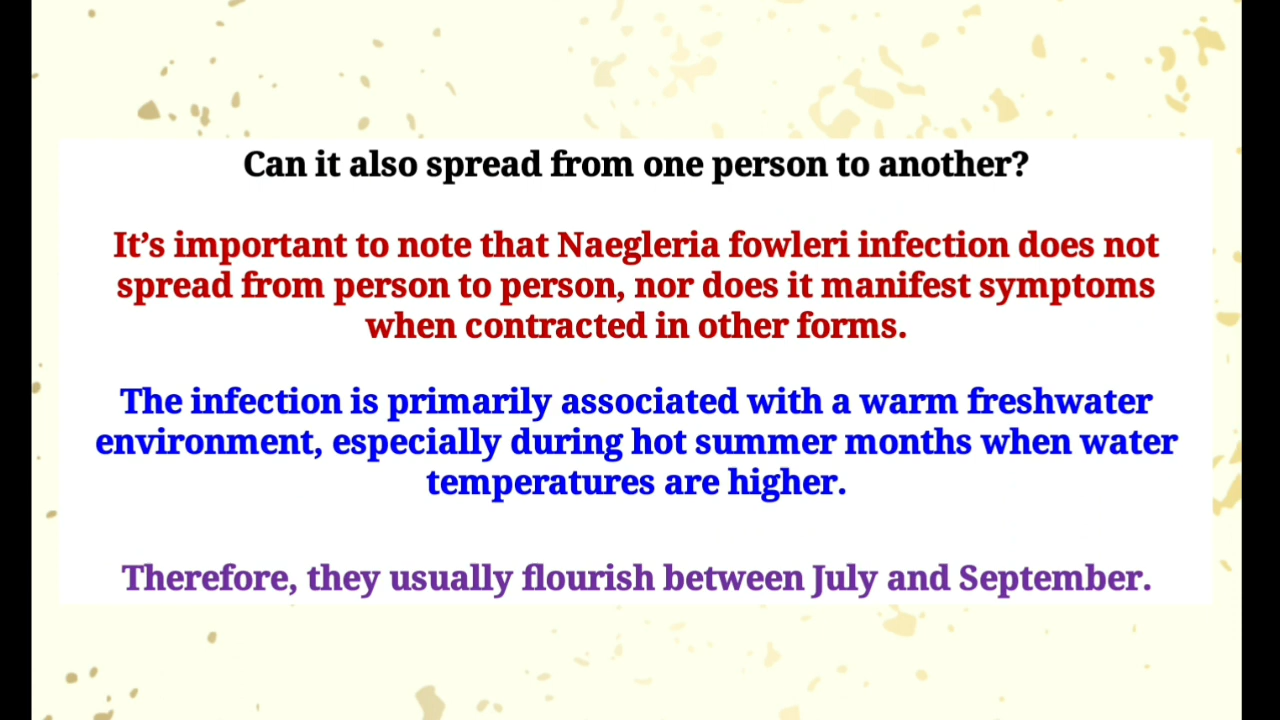 Can it also spread from one person to another?
It’s important to note that Naegleria fowleri infection does not
spread from person to person, nor does it manifest symptoms
when contracted in other forms.
The infection is primarily associated with a warm freshwater
environment, especially during hot summer months when water
temperatures are higher.
Therefore, they usually flourish between July and September.